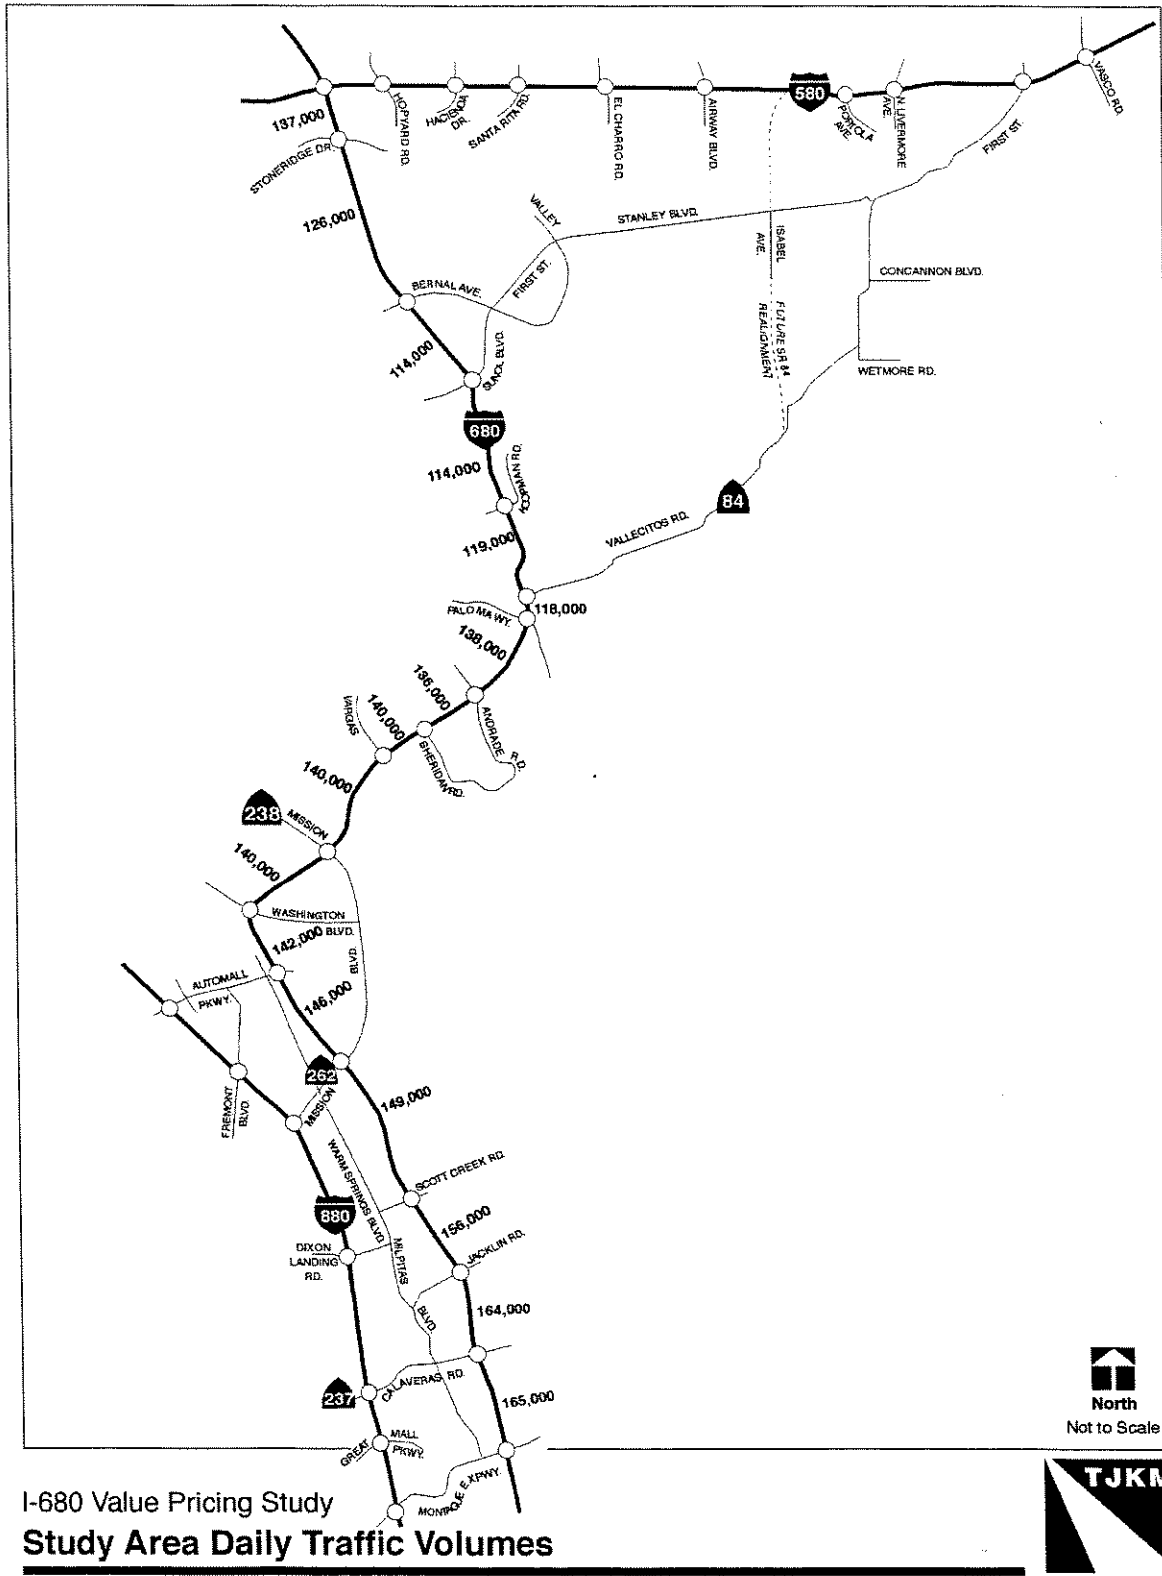 580
HOPYARD RD.
HACIENDA
DR.
SANTA RITA RD.
EL CHARRO RD.
AIRWAY BLVD.
PORTOLA
AVE.
N. LIVERMORE
AVE.
FIRST ST.
VASCO RD.
137,000
STONERIDGE DR.
126,000
VALLEY
STANLEY BLVD.
ISABEL
AVE.
CONCANNON BLVD.
BERNAL AVE.
FIRST ST.
FUTURE SR 84
REALIGNMENT
WETMORE RD.
114,000
SUNOL BLVD.
680
114,000
KOOPMAN RD.
84
VALLECITOS RD.
119,000
118,000
PALOMA WY.
138,000
136,000
ANDRADE
RD.
140,000
SHERIDAN RD.
VARGAS
140,000
238
MISSION
140,000
WASHINGTON
BLVD.
BLVD.
142,000
AUTOMALL
PKWY.
146,000
262
MISSION
FREMONT
BLVD.
149,000
WARM SPRINGS BLVD.
SCOTT CREEK RD.
880
156,000
JACKLIN RD.
DIXON
LANDING
RD.
MILPITAS
BLVD.
164,000
237
CALAVERAS RD.
165,000
GREAT
MALL
PKWY.
MONTAQUE EXPWY.
North
Not to Scale
TJKM
I-680 Value Pricing Study
Study Area Daily Traffic Volumes